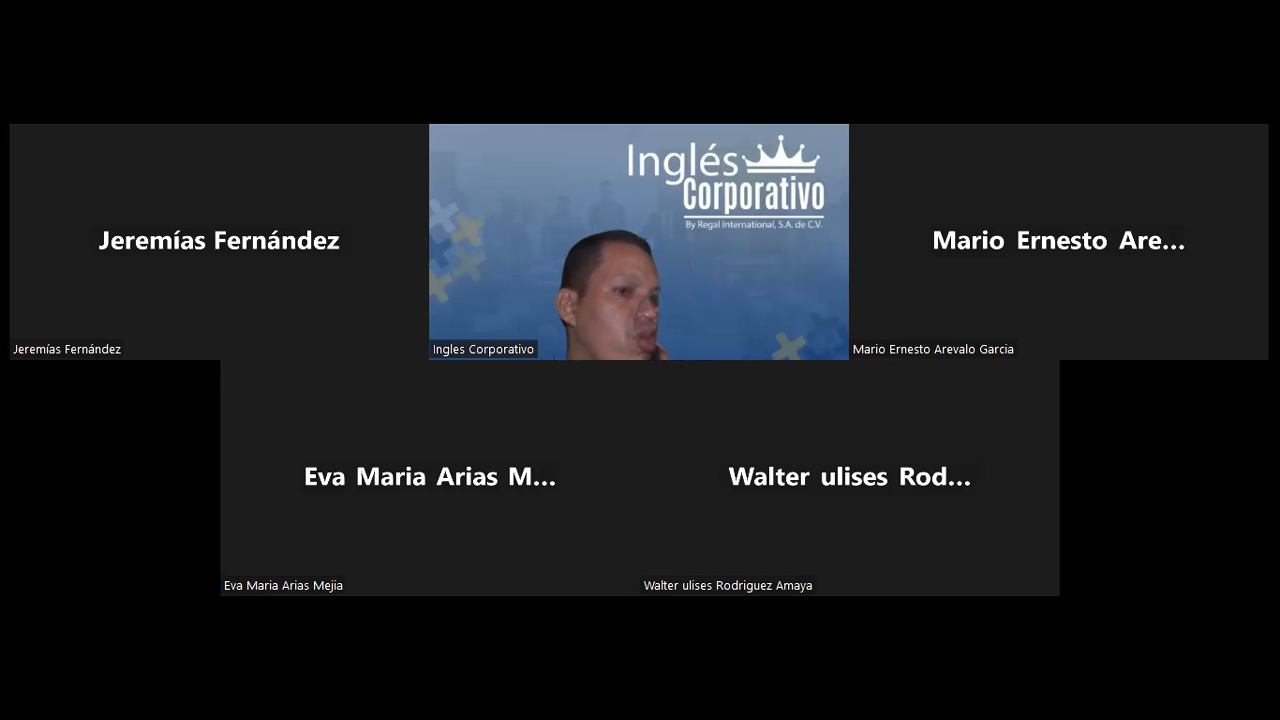 Inglés
Corporativo
By Regal International, S.A. de C.V.
Jeremías Fernández
Mario Ernesto Are...
Jeremías Fernández
Ingles Corporativo
Mario Ernesto Arevalo Garcia
Eva Maria Arias M...
Walter ulises Rod...
Eva Maria Arias Mejia
Walter ulises Rodriguez Amaya